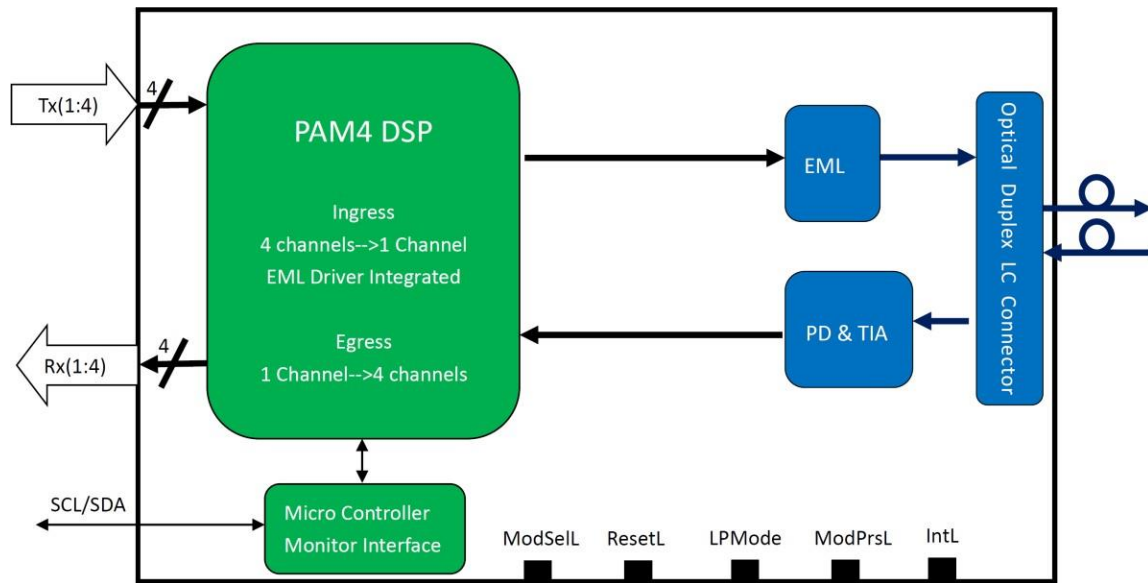 Tx(1:4)
4
PAM4 DSP
Ingress
4 channels-->1 Channel
EML Driver Integrated
Egress
1 Channel-->4 channels
EML
PD & TIA
Optical Duplex LC Connector
Rx(1:4)
4
SCL/SDA
Micro Controller
Monitor Interface
ModSelL
ResetL
LPMode
ModPrsL
IntL